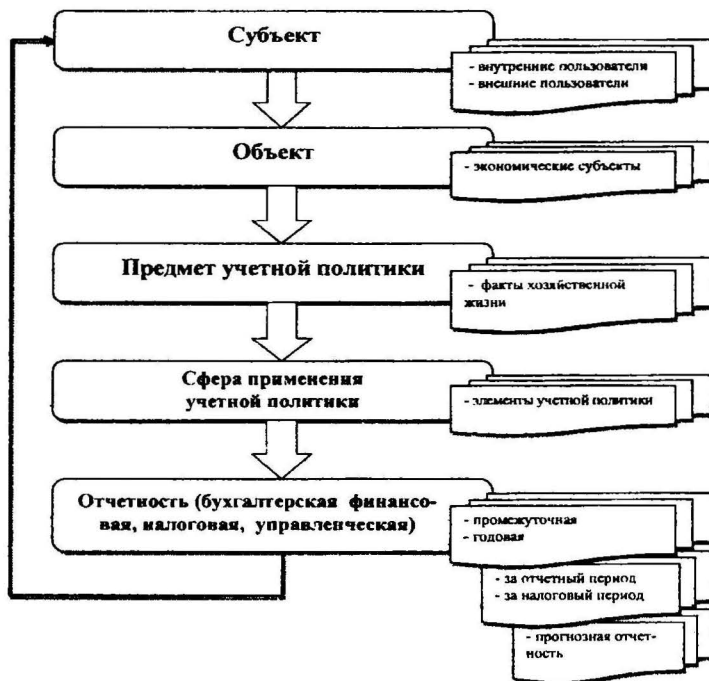 Субъект
- внутренние пользователи
- внешние пользователи
Объект
- экономические субъекты
Предмет учетной политики
- факты хозяйственной
жизни
Сфера применения
учетной политики
- элементы учетной политики
Отчетность (бухгалтерская финансо-
вая, налоговая, управленческая)
- промежуточная
- годовая
- за отчетный период
- за налоговый период
- прогнозная отчет-
ность